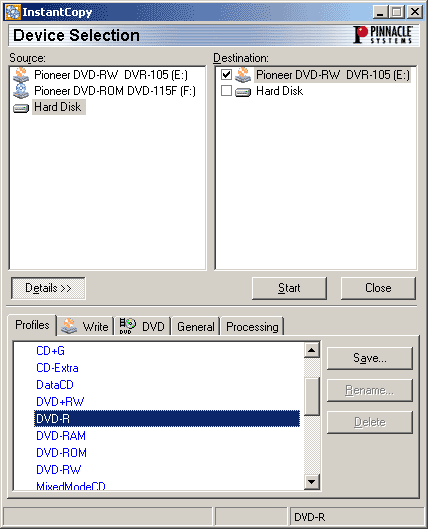 InstantCopy
Device Selection
PINNACLE
SYSTEMS
Source:
Destination:
Pioneer DVD-RW DVR-105 (E:)
Pioneer DVD-ROM DVD-115F (F:)
Hard Disk
Pioneer DVD-RW DVR-105 (E:)
Hard Disk
Details >>
Start
Close
Profiles
Write
DVD
DVD
General
Processing
CD+G
CD-Extra
DataCD
DVD+RW
DVD-R
DVD-RAM
DVD-ROM
DVD-RW
MixedModeCD
Save...
Rename...
Delete
DVD-R